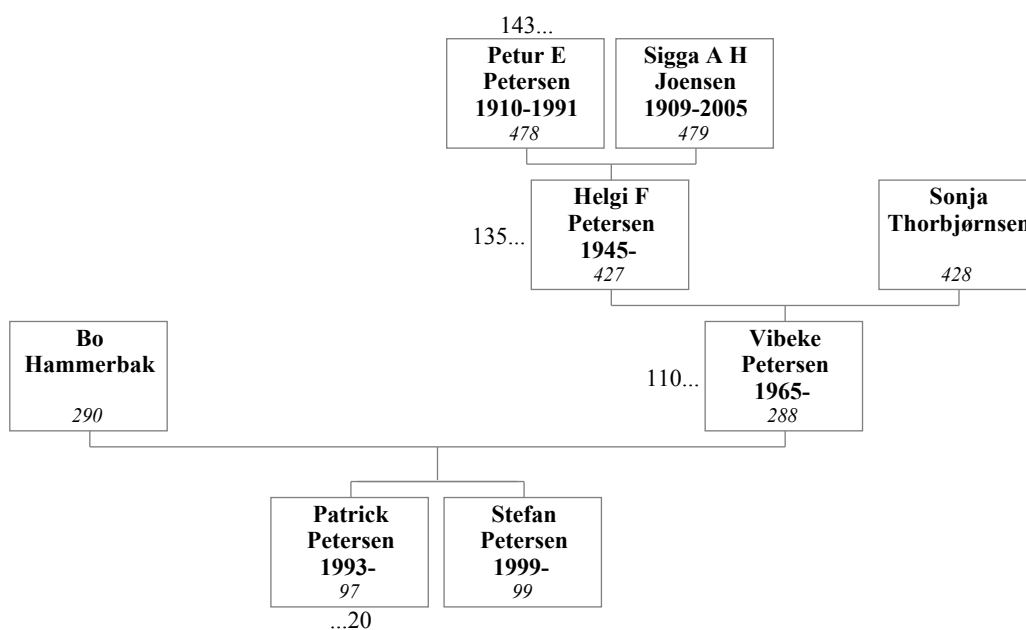 143...
Petur E
Petersen
1910-1991
478
Sigga A H
Joensen
1909-2005
479
135...
Helgi F
Petersen
1945-
427
Sonja
Thorbjørnsen
428
Bo
Hammerbak
290
110...
Vibeke
Petersen
1965-
288
Patrick
Petersen
1993-
97
...20
Stefan
Petersen
1999-
99